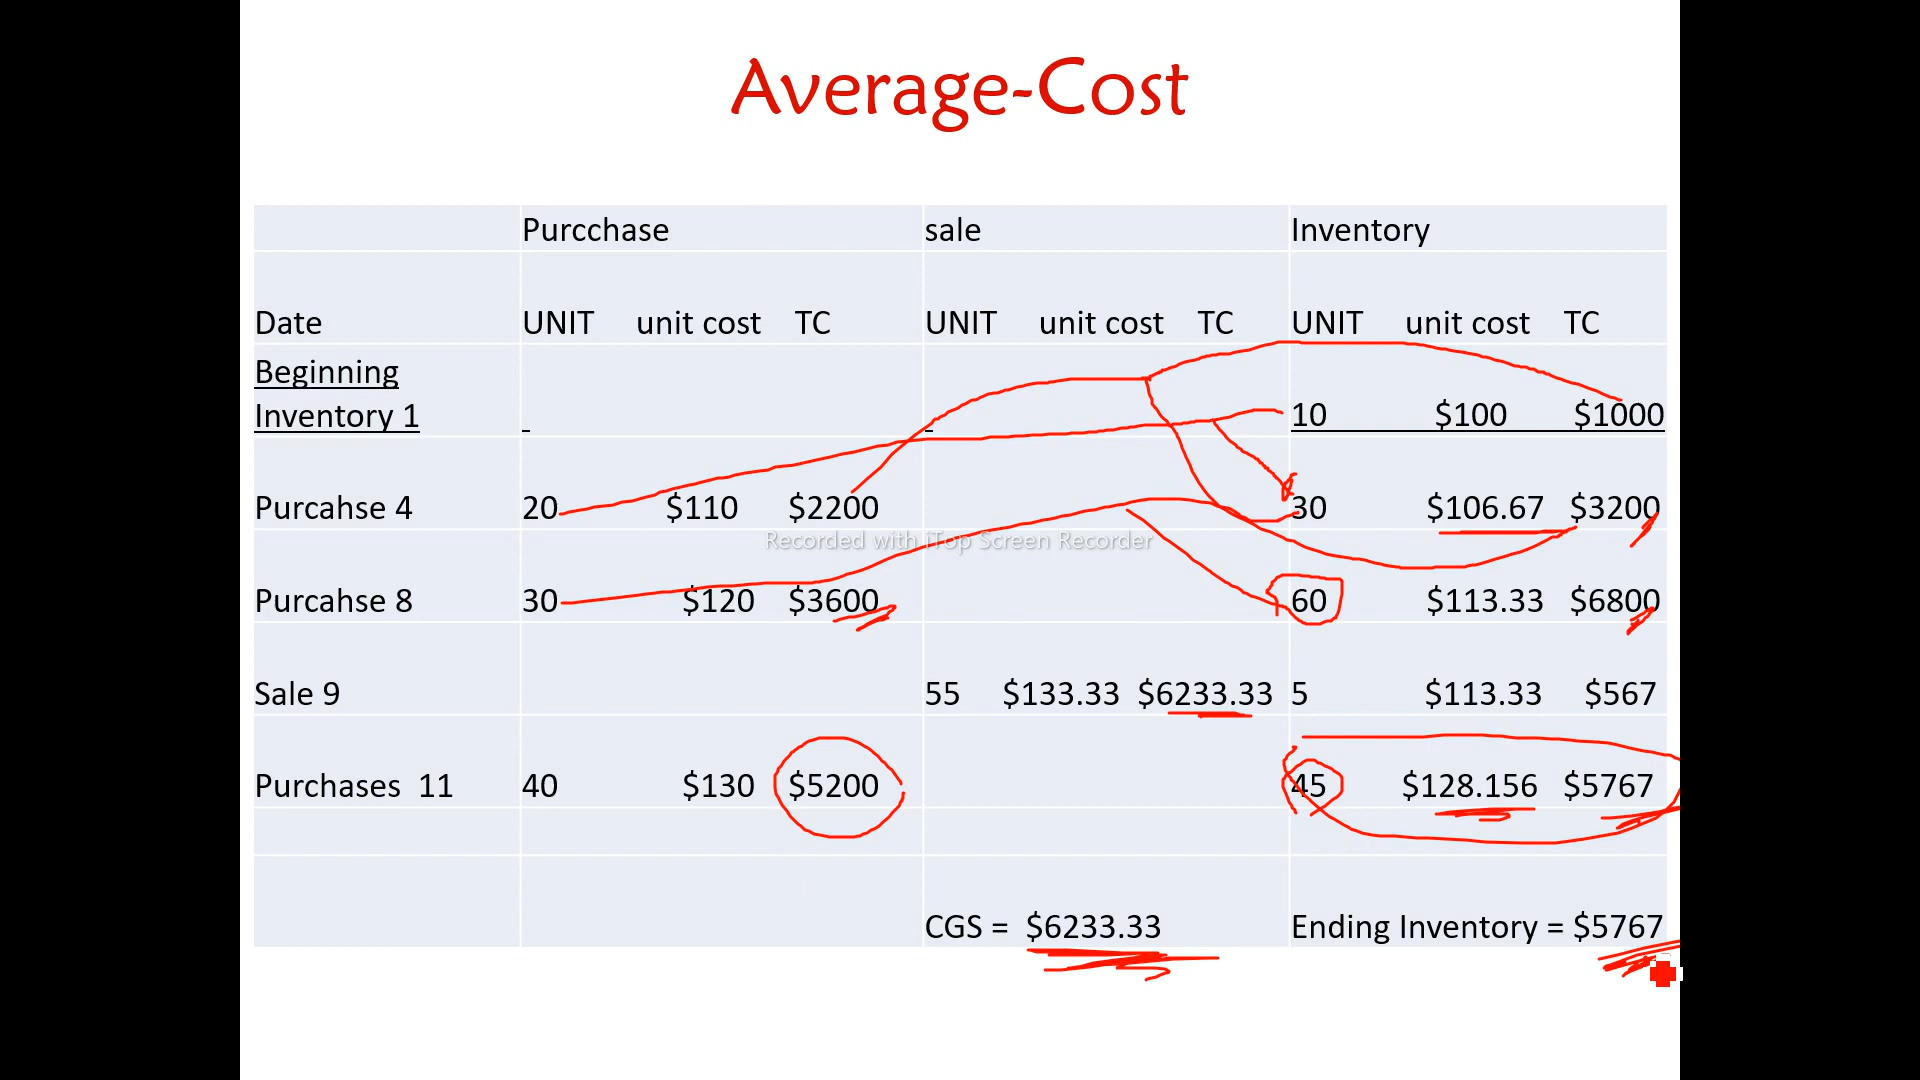 Average-Cost
Purcchase sale Inventory
Date UNIT unit cost TC UNIT unit cost TC UNIT unit cost TC
Beginning
Inventory 1 10 $100 $1000
Purcahse 4 20 $110 $2200 30 $106.67 $3200
Recorded with iTop Screen Recorder
Purcahse 8 30 $120 $3600 60 $113.33 $6800
Sale 9 55 $133.33 $6233.33 5 $113.33 $567
Purchases 11 40 $130 $5200 45 $128.156 $5767
CGS = $6233.33 Ending Inventory = $5767